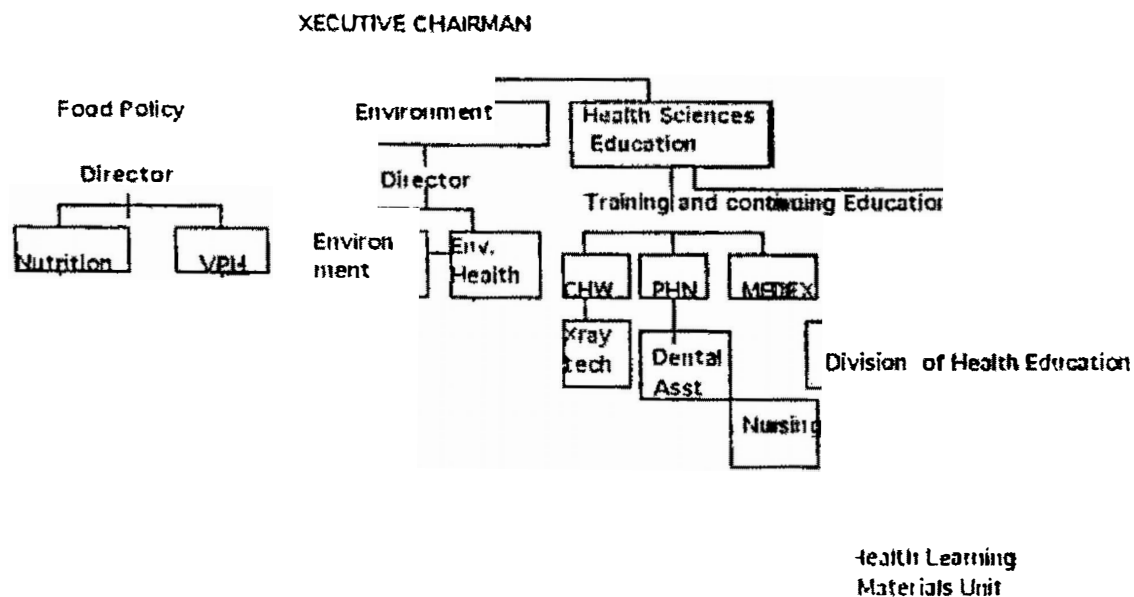 XECUTIVE CHAIRMAN
Food Policy
Environment
Health Sciences
Education
Director
Director
Training and continuing Education
Nutrition
VPH
Environ
ment
Env.
Health
CHW
PHN
MEDEX
Xray
tech
Dental
Asst
Division of Health Education
Nursing
Health Learning
Materials Unit